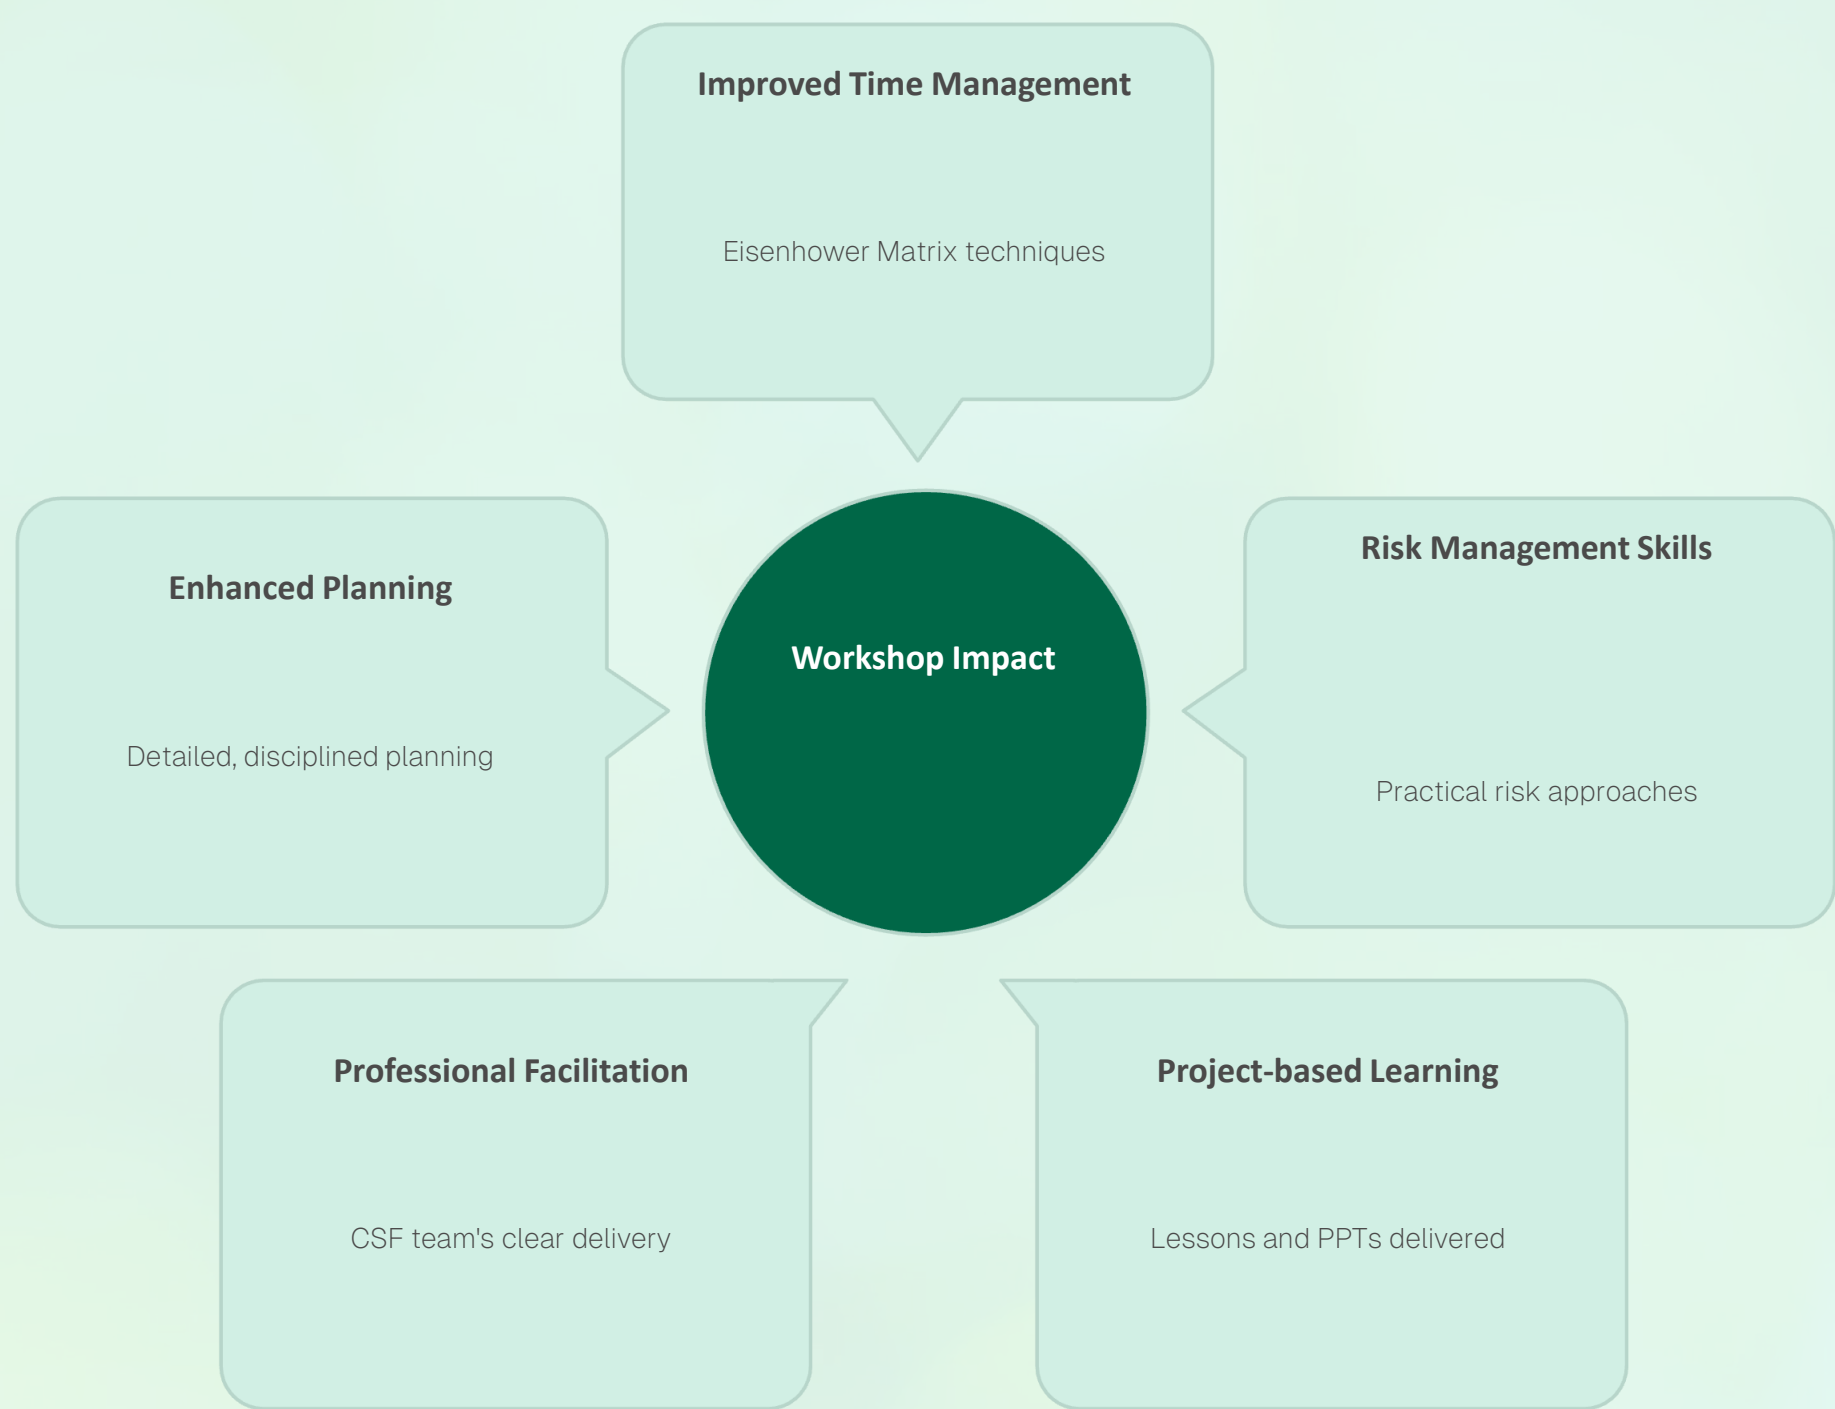 Improved Time Management
Eisenhower Matrix techniques
Enhanced Planning
Detailed, disciplined planning
Workshop Impact
Risk Management Skills
Practical risk approaches
Professional Facilitation
CSF team's clear delivery
Project-based Learning
Lessons and PPTs delivered